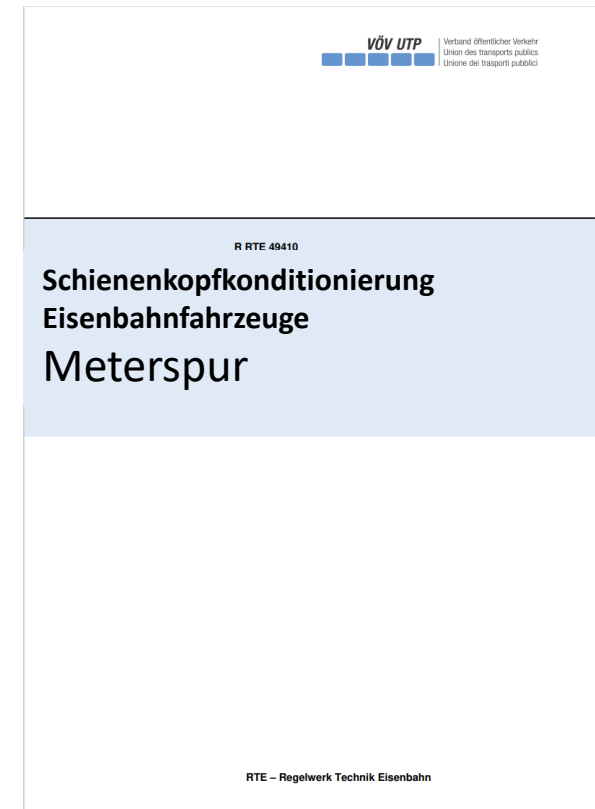 VÖV UTP
Verband öffentlicher Verkehr
Union des transports publics
Unione dei trasporti pubblici
R RTE 49410
Schienenkopfkonditionierung
Eisenbahnfahrzeuge
Meterspur
RTE – Regelwerk Technik Eisenbahn